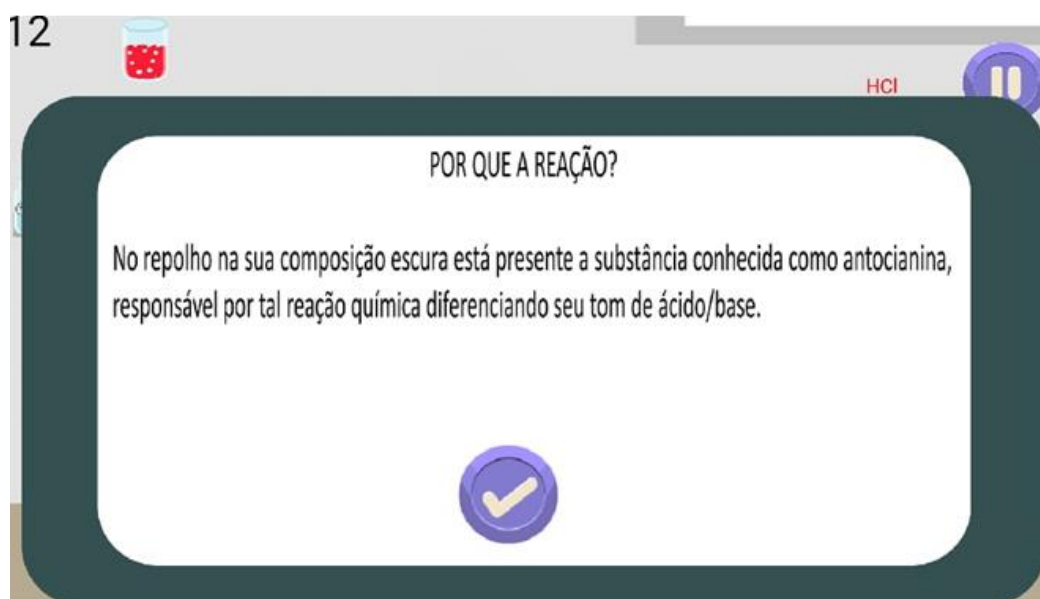 12
HCl
POR QUE A REAÇÃO?
No repolho na sua composição escura está presente a substância conhecida como antocianina,
responsável por tal reação química diferenciando seu tom de ácido/base.